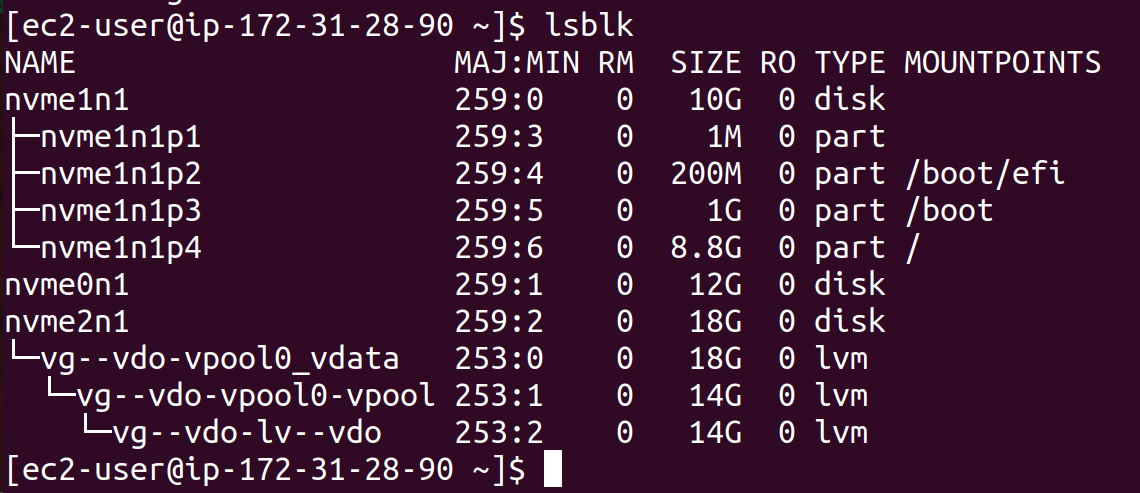 [ec2-user@ip-172-31-28-90 ~]$ lsblk
NAME                     MAJ:MIN RM  SIZE RO TYPE MOUNTPOINTS
nvme1n1                  259:0    0   10G  0 disk
├─nvme1n1p1              259:3    0    1M  0 part
├─nvme1n1p2              259:4    0  200M  0 part /boot/efi
├─nvme1n1p3              259:5    0    1G  0 part /boot
└─nvme1n1p4              259:6    0  8.8G  0 part /
nvme0n1                  259:1    0   12G  0 disk
nvme2n1                  259:2    0   18G  0 disk
└─vg--vdo-vpool0_vdata   253:0    0   18G  0 lvm
  └─vg--vdo-vpool0-vpool 253:1    0   14G  0 lvm
    └─vg--vdo-lv--vdo    253:2    0   14G  0 lvm
[ec2-user@ip-172-31-28-90 ~]$